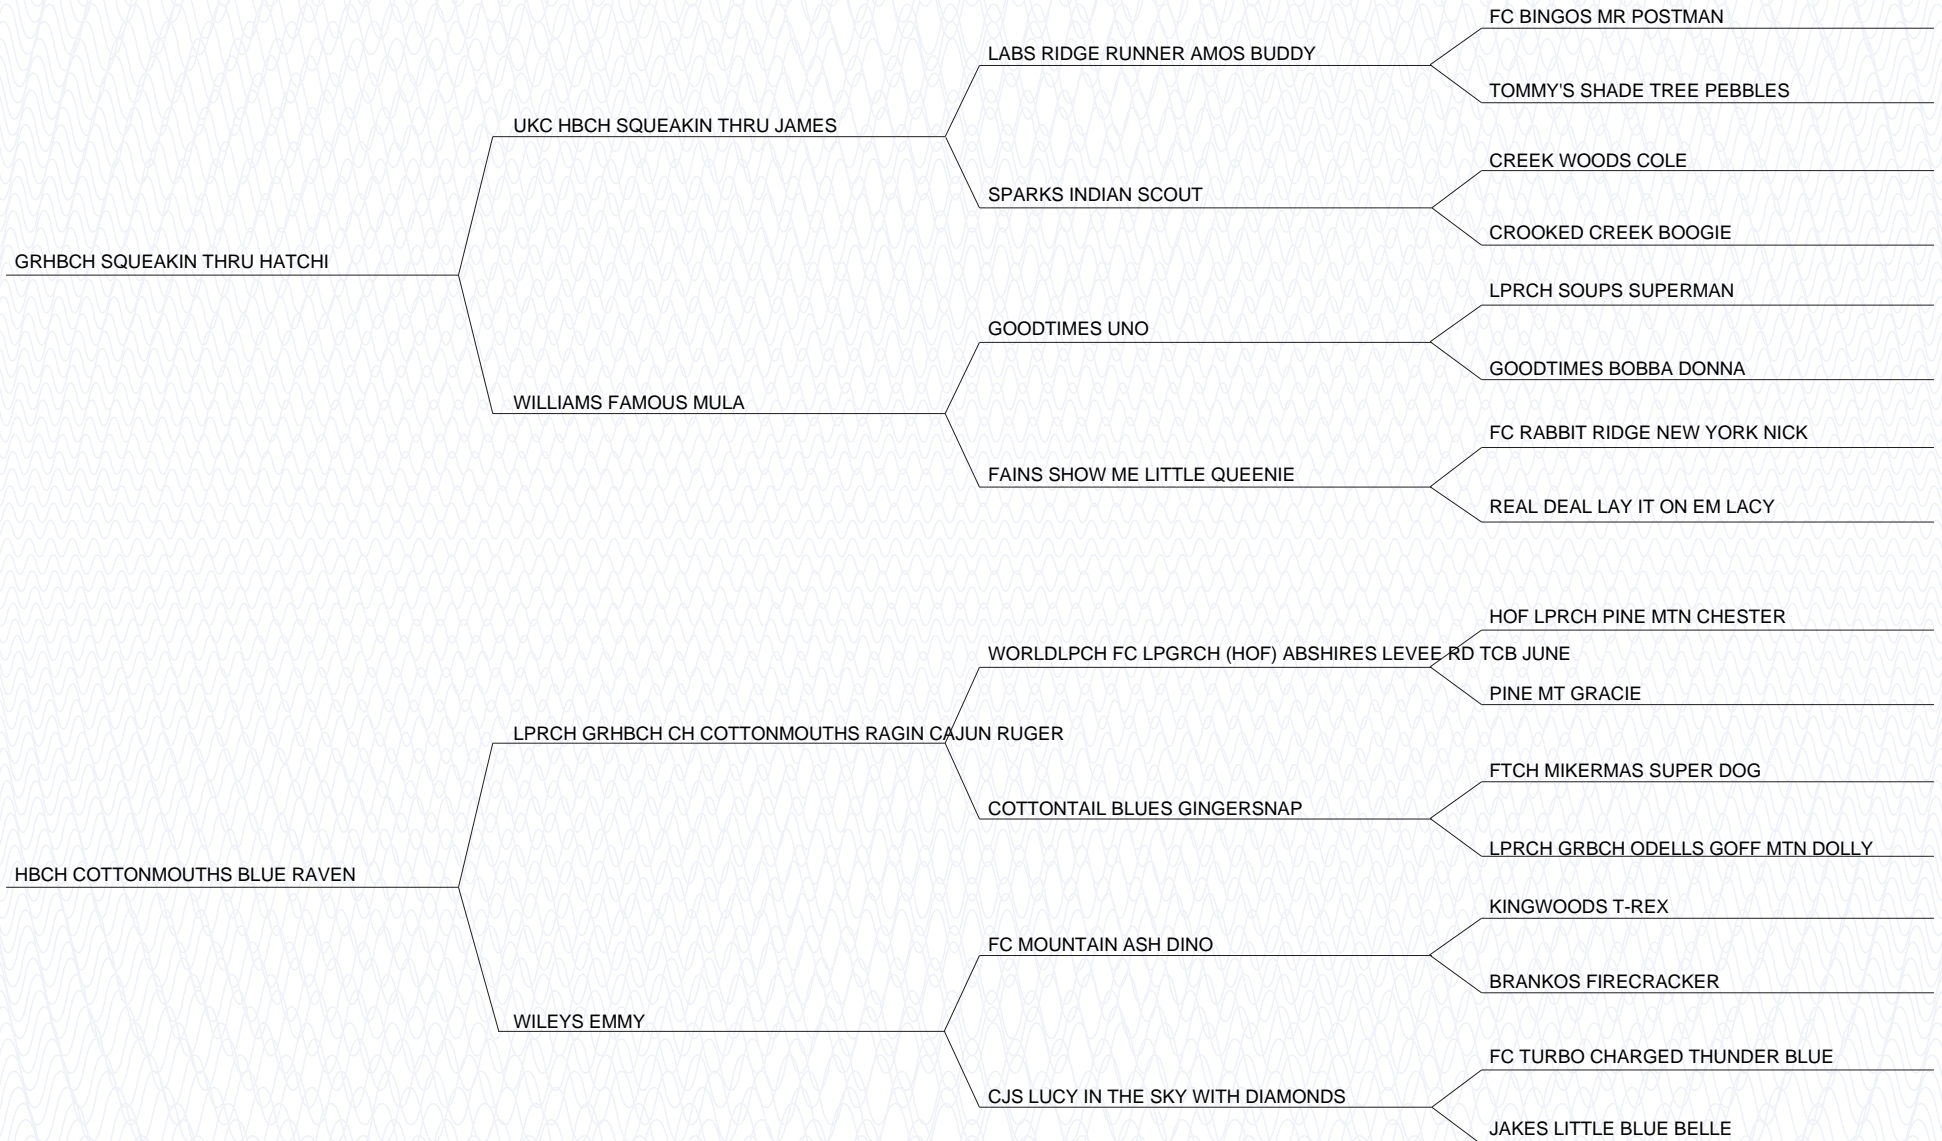 FC BINGOS MR POSTMAN
LABS RIDGE RUNNER AMOS BUDDY
TOMMY'S SHADE TREE PEBBLES
UKC HBCH SQUEAKIN THRU JAMES
CREEK WOODS COLE
SPARKS INDIAN SCOUT
CROOKED CREEK BOOGIE
GRHBCH SQUEAKIN THRU HATCHI
LPRCH SOUPS SUPERMAN
GOODTIMES UNO
GOODTIMES BOBBA DONNA
WILLIAMS FAMOUS MULA
FC RABBIT RIDGE NEW YORK NICK
FAINS SHOW ME LITTLE QUEENIE
REAL DEAL LAY IT ON EM LACY
HOF LPRCH PINE MTN CHESTER
WORLDLPCH FC LPGRCH (HOF) ABSHIRES LEVEE RD TCB JUNE
PINE MT GRACIE
LPRCH GRHBCH CH COTTONMOUTHS RAGIN CAJUN RUGER
FTCH MIKERMAS SUPER DOG
COTTONTAIL BLUES GINGERSNAP
LPRCH GRBCH ODELLS GOFF MTN DOLLY
HBCH COTTONMOUTHS BLUE RAVEN
KINGWOODS T-REX
FC MOUNTAIN ASH DINO
BRANKOS FIRECRACKER
WILEYS EMMY
FC TURBO CHARGED THUNDER BLUE
CJS LUCY IN THE SKY WITH DIAMONDS
JAKES LITTLE BLUE BELLE